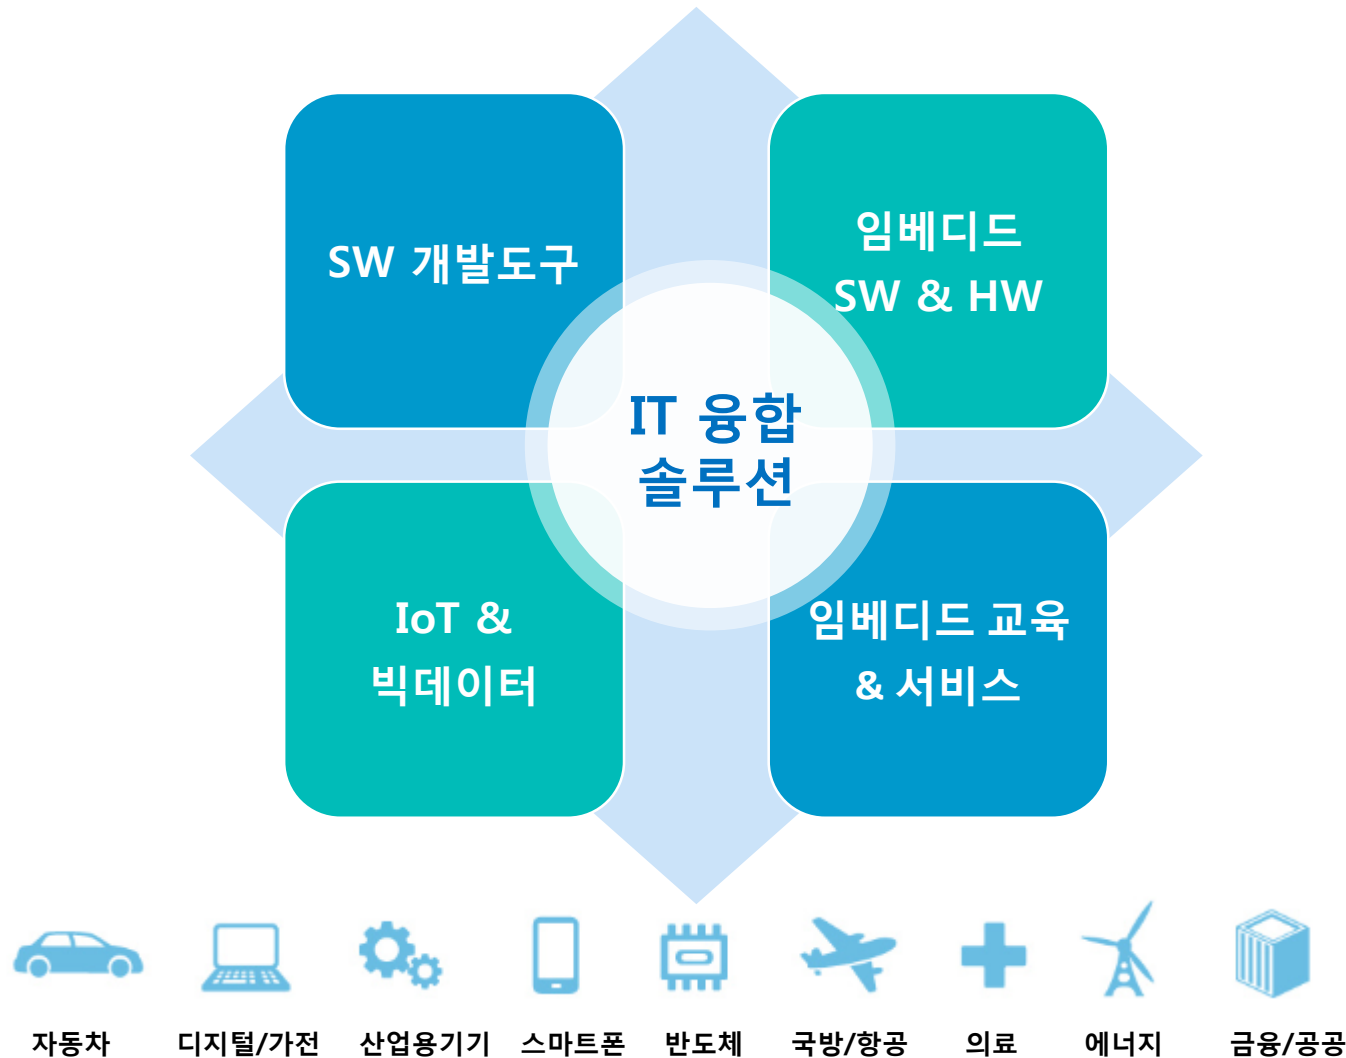 SW 개발도구
임베디드
SW & HW
IT 융합
솔루션
IoT &
빅데이터
임베디드 교육
& 서비스
자동차
디지털/가전
산업용기기
스마트폰
반도체
국방/항공
의료
에너지
금융/공공